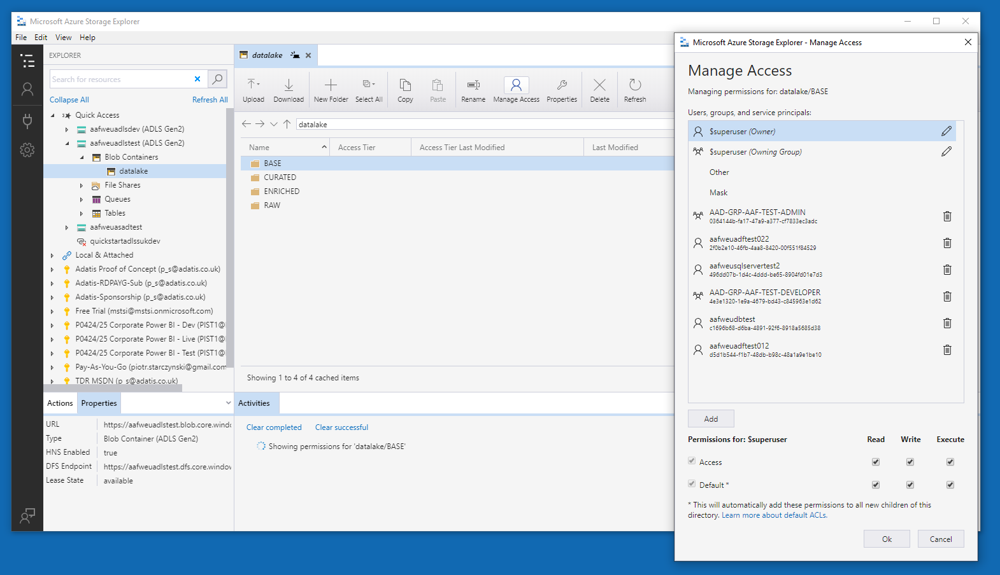 Microsoft Azure Storage Explorer
File Edit View Help
EXPLORER
Search for resources
Collapse All Refresh All
Quick Access
aafweuadlsdev (ADLS Gen2)
aafweuadlstest (ADLS Gen2)
Blob Containers
datalake
File Shares
Queues
Tables
aafweuasadtest
quickstartadlssukdev
Local & Attached
Adatis Proof of Concept (p_s@adatis.co.uk)
Adatis-RDPAYG-Sub (p_s@adatis.co.uk)
Adatis-Sponsorship (p_s@adatis.co.uk)
Free Trial (mstsi@mstsi.onmicrosoft.com)
P0424/25 Corporate Power BI - Dev (PIST1@
P0424/25 Corporate Power BI - Live (PIST1@
P0424/25 Corporate Power BI - Test (PIST1@
Pay-As-You-Go (piotr.starczynski@gmail.com
TDR MSDN (p_s@adatis.co.uk)
Actions Properties
URL https://aafweuadlstest.blob.core.windo
Type Blob Container (ADLS Gen2)
HNS Enabled true
DFS Endpoint https://aafweuadlstest.dfs.core.window
Lease State available
datalake
Upload Download New Folder Select All Copy Paste Rename Manage Access Properties Delete Refresh
datalake
Name Access Tier Access Tier Last Modified Last Modified
BASE
CURATED
ENRICHED
RAW
Showing 1 to 4 of 4 cached items
Activities
Clear completed Clear successful
Showing permissions for 'datalake/BASE'
Microsoft Azure Storage Explorer - Manage Access
Manage Access
Managing permissions for: datalake/BASE
Users, groups, and service principals:
$superuser (Owner)
$superuser (Owning Group)
Other
Mask
AAD-GRP-AAF-TEST-ADMIN
0364144b-fa17-47a9-a377-cf7833ec3adc
aafweuadftest022
2f0b2e10-46fb-4aa8-8420-00f551f84529
aafweusqlservertest2
496dd07b-1d4c-4ddd-be65-8904fd01e7d3
AAD-GRP-AAF-TEST-DEVELOPER
4e3e1320-1e9a-4679-bd43-c845963e1d62
aafweudbtest
c1696b68-d6ba-4891-92f6-8918a5685d38
aafweuadftest012
d5d1b544-f1b7-48db-b98c-48a1a9e1be10
Add
Permissions for: $superuser Read Write Execute
Access
Default *
* This will automatically add these permissions to all new children of this
directory. Learn more about default ACLs.
Ok Cancel